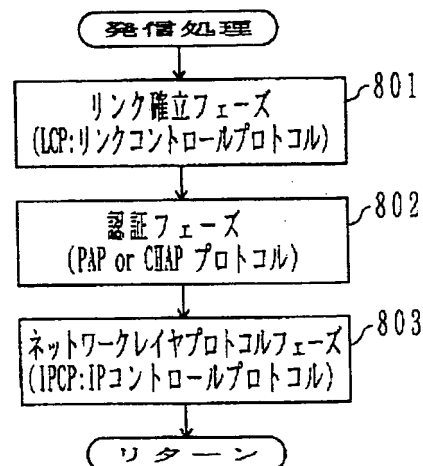 発信処理
リンク確立フェーズ
(LCP:リンクコントロールプロトコル)
801
認証フェーズ
(PAP or CHAP プロトコル)
802
ネットワークレイヤプロトコルフェーズ
(IPCP:IPコントロールプロトコル)
803
リターン